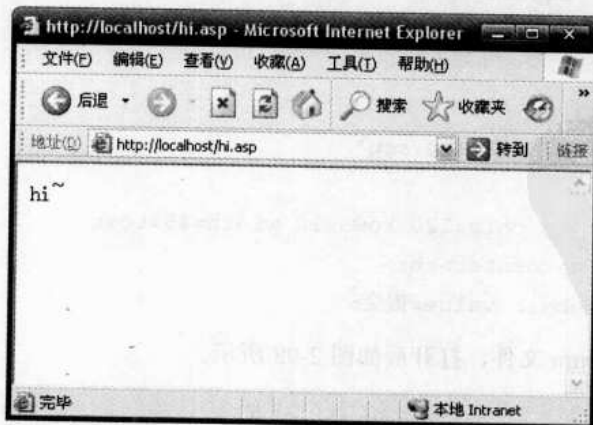 http://localhost/hi.asp - Microsoft Internet Explorer
文件(F) 编辑(E) 查看(V) 收藏(A) 工具(T) 帮助(H)
后退 搜索 收藏夹 »
地址(D) http://localhost/hi.asp 转到 链接
hi~
完毕 本地 Intranet